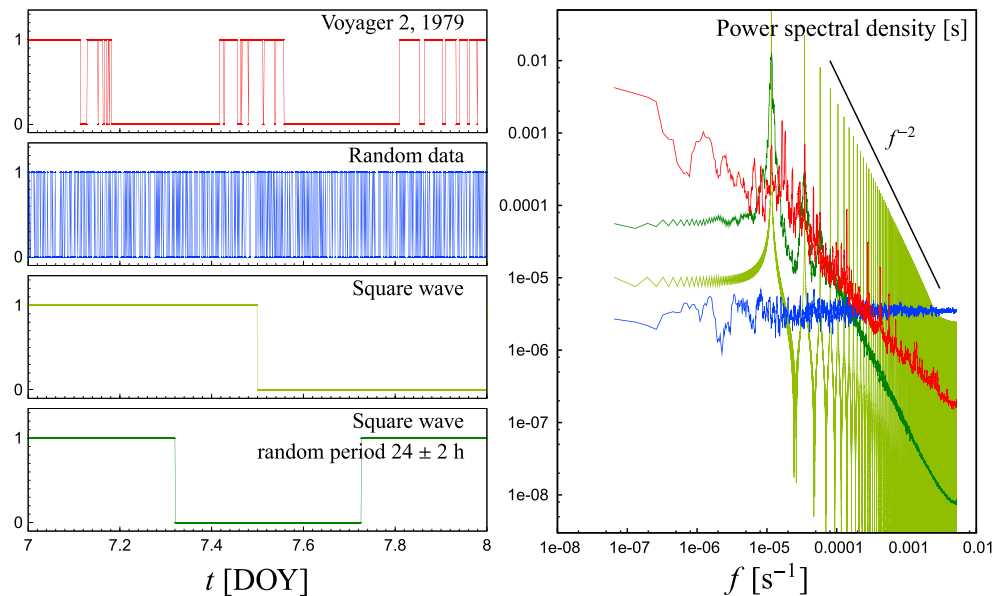 Voyager 2, 1979
1
0
Random data
1
0
Square wave
1
0
Square wave
random period 24 ± 2 h
1
0
7 7.2 7.4 7.6 7.8 8
t [DOY]
Power spectral density [s]
0.01
0.001
0.0001
1e-05
1e-06
1e-07
1e-08
f⁻²
1e-08 1e-07 1e-06 1e-05 0.0001 0.001 0.01
f [s⁻¹]